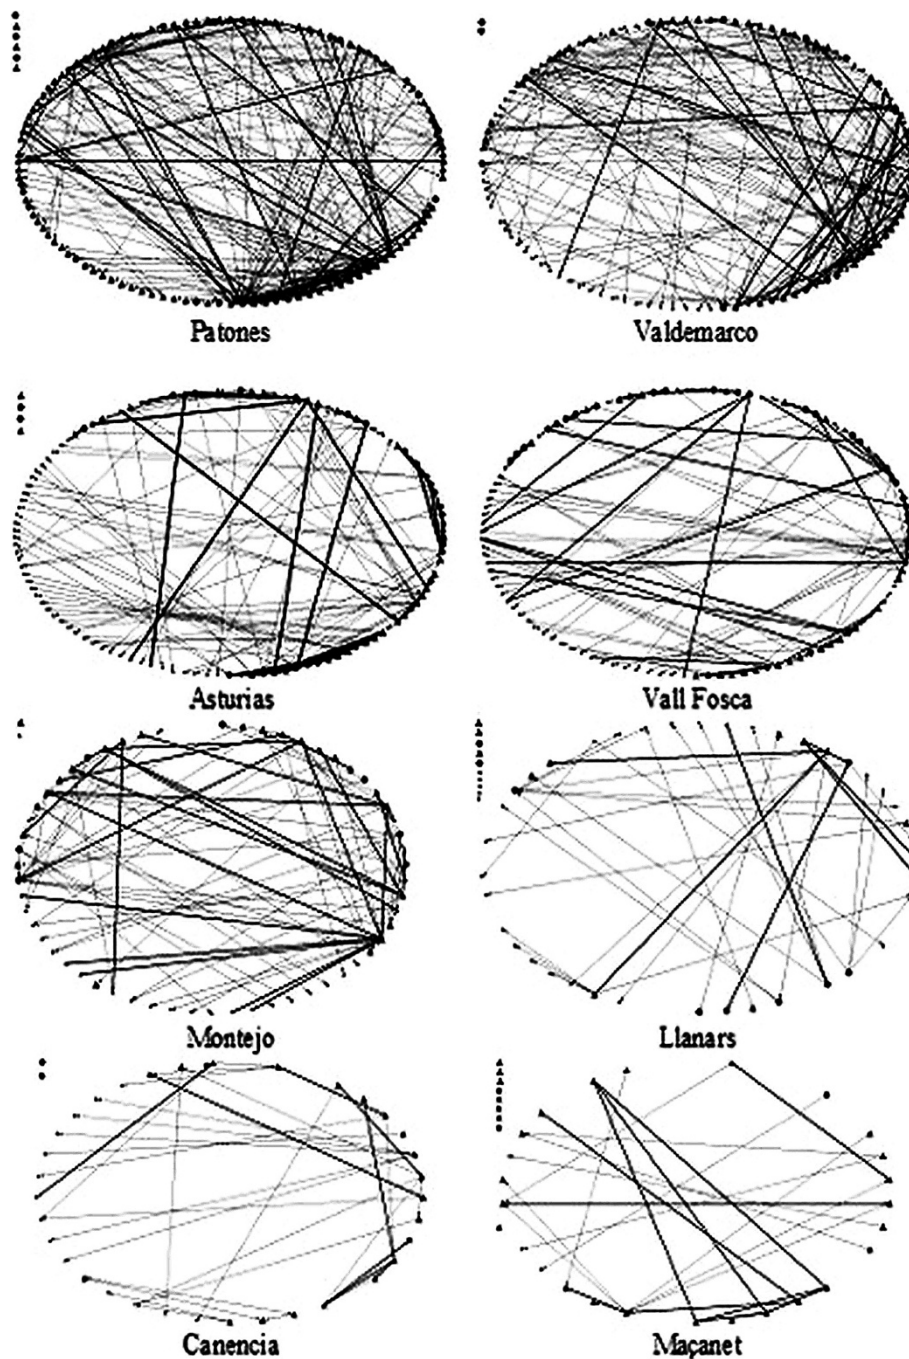 Patones
Valdemarco
Asturias
Vall Fosca
Montejo
Llanars
Canencia
Maçanet